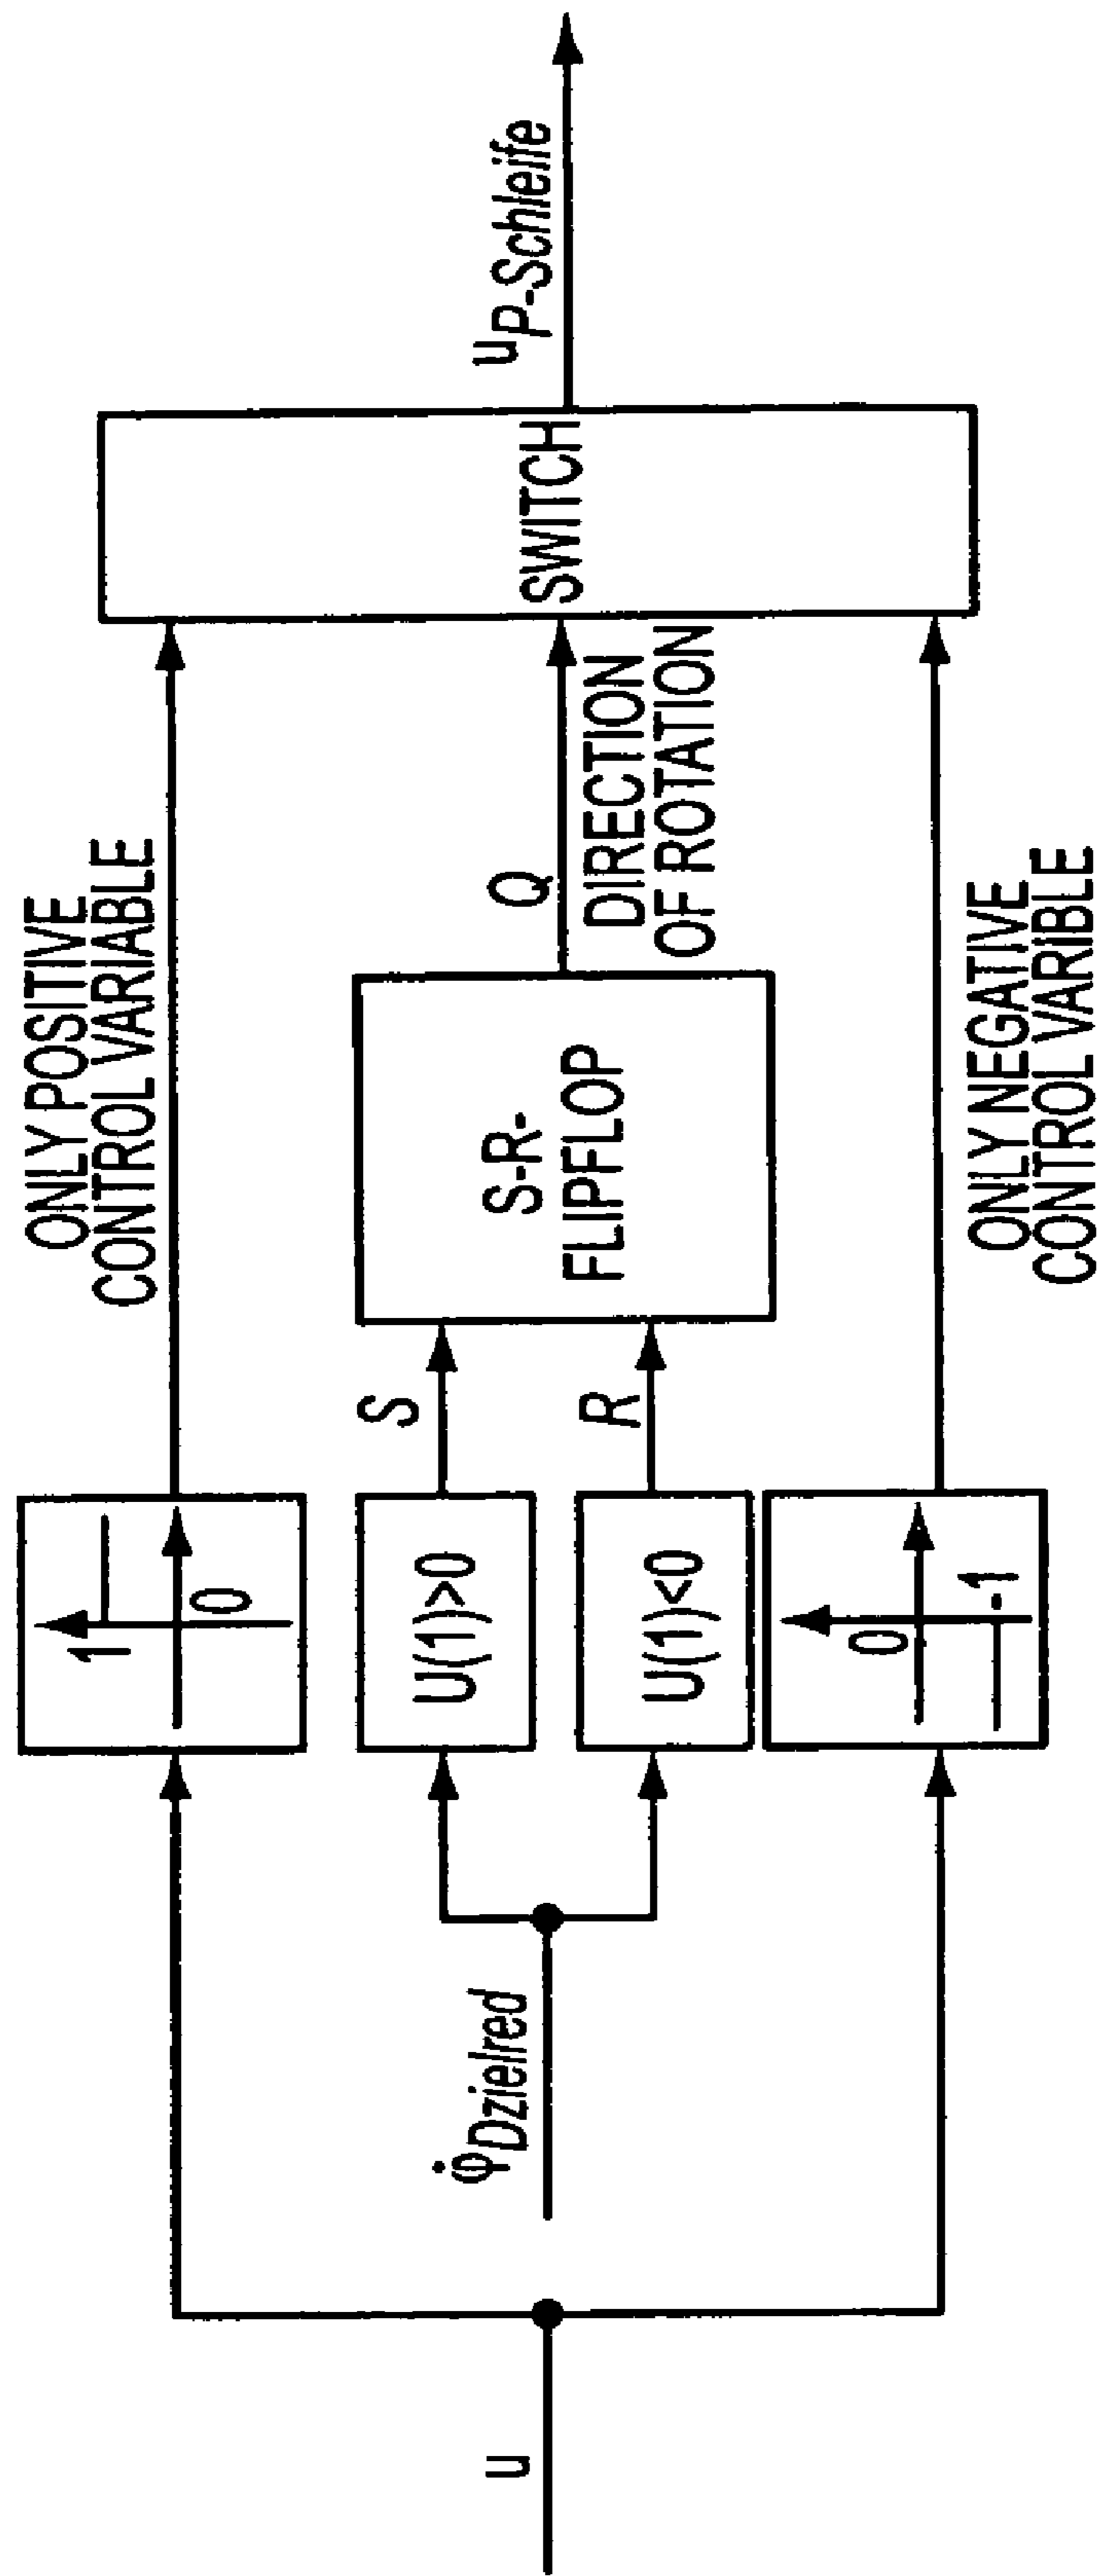 u
φ̇Dzielred
1
0
U(1)>0
U(1)<0
0
-1
S
R
ONLY POSITIVE
CONTROL VARIABLE
S-R-
FLIPFLOP
ONLY NEGATIVE
CONTROL VARIBLE
Q
DIRECTION
OF ROTATION
SWITCH
uP-Schleife